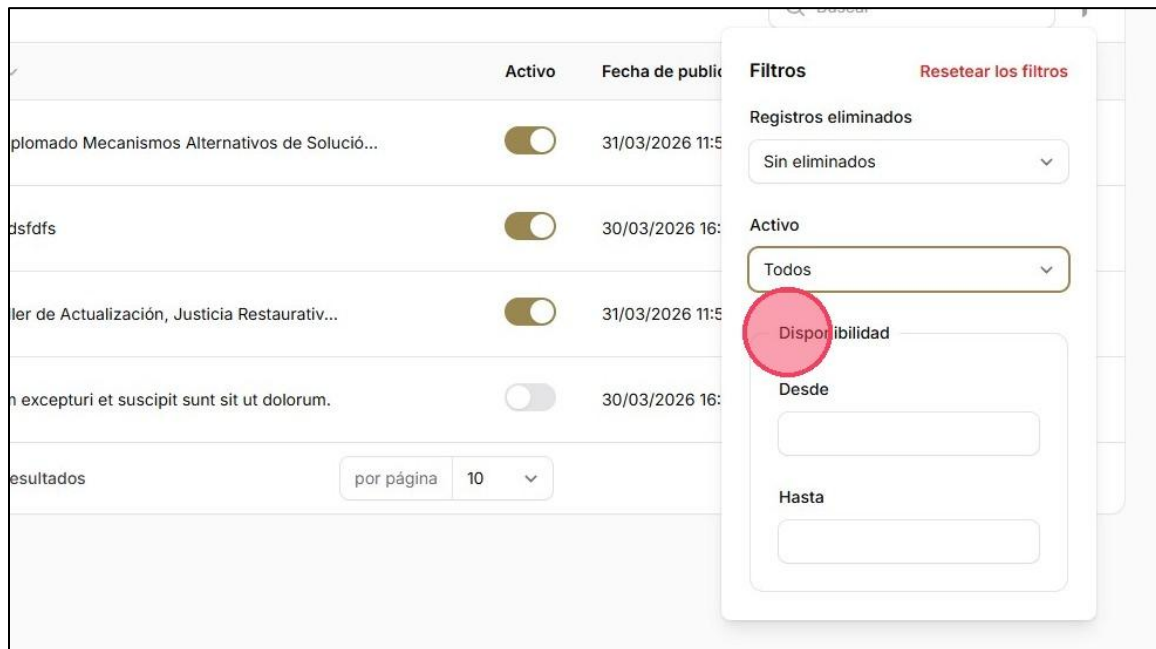 Activo
Fecha de public
plomado Mecanismos Alternativos de Solució...
31/03/2026 11:5
dsfdfs
30/03/2026 16:
ler de Actualización, Justicia Restaurativ...
31/03/2026 11:5
n excepturi et suscipit sunt sit ut dolorum.
30/03/2026 16:
esultados
por página
10
Filtros
Resetear los filtros
Registros eliminados
Sin eliminados
Activo
Todos
Disponibilidad
Desde
Hasta